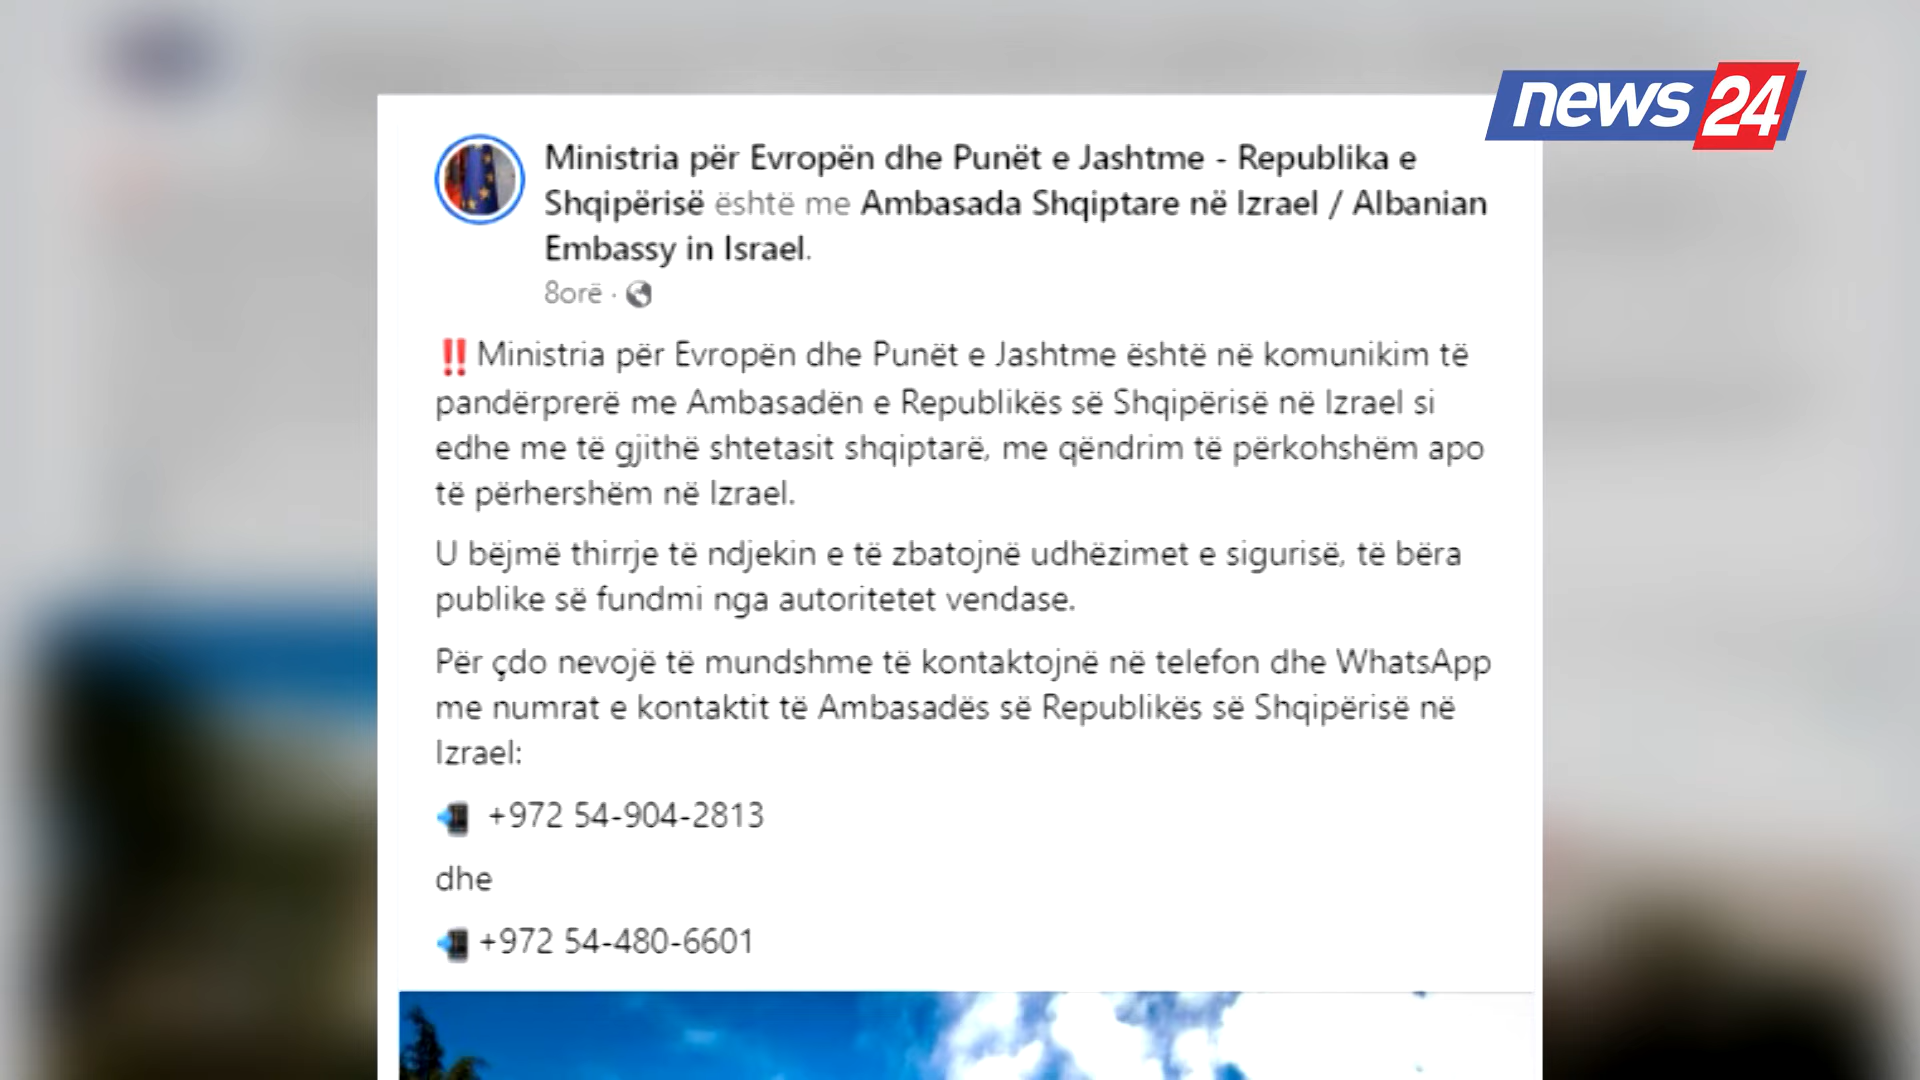 news 24
Ministria për Evropën dhe Punët e Jashtme - Republika e
Shqipërisë është me Ambasada Shqiptare në Izrael / Albanian
Embassy in Israel.
8orë ·
‼️Ministria për Evropën dhe Punët e Jashtme është në komunikim të
pandërprerë me Ambasadën e Republikës së Shqipërisë në Izrael si
edhe me të gjithë shtetasit shqiptarë, me qëndrim të përkohshëm apo
të përhershëm në Izrael.
U bëjmë thirrje të ndjekin e të zbatojnë udhëzimet e sigurisë, të bëra
publike së fundmi nga autoritetet vendase.
Për çdo nevojë të mundshme të kontaktojnë në telefon dhe WhatsApp
me numrat e kontaktit të Ambasadës së Republikës së Shqipërisë në
Izrael:
📲 +972 54-904-2813
dhe
📲 +972 54-480-6601